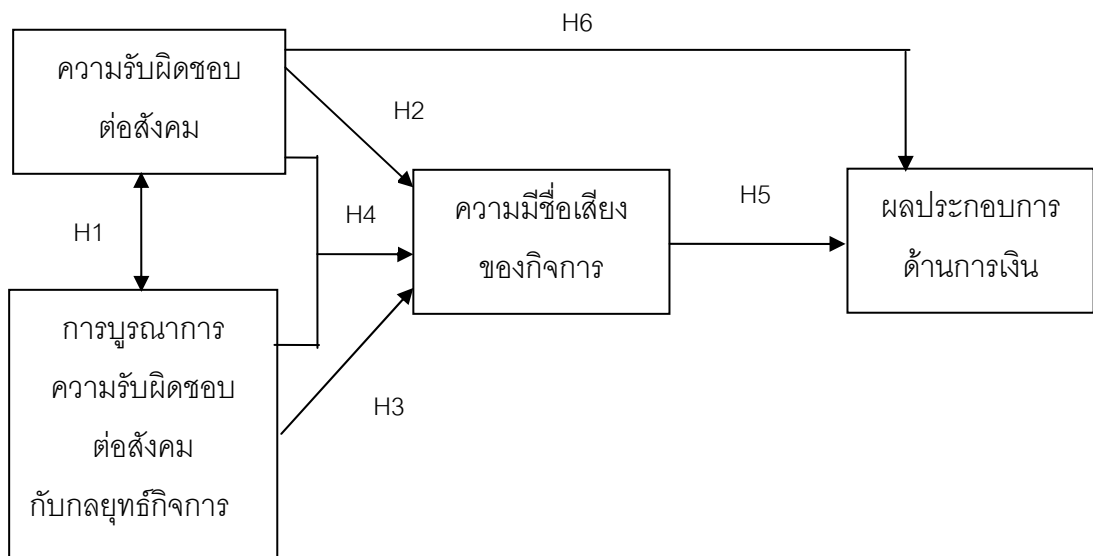 H6
ความรับผิดชอบ
ต่อสังคม
H2
H1
H4
ความมีชื่อเสียง
ของกิจการ
H5
ผลประกอบการ
ด้านการเงิน
การบูรณาการ
ความรับผิดชอบ
ต่อสังคม
กับกลยุทธ์กิจการ
H3